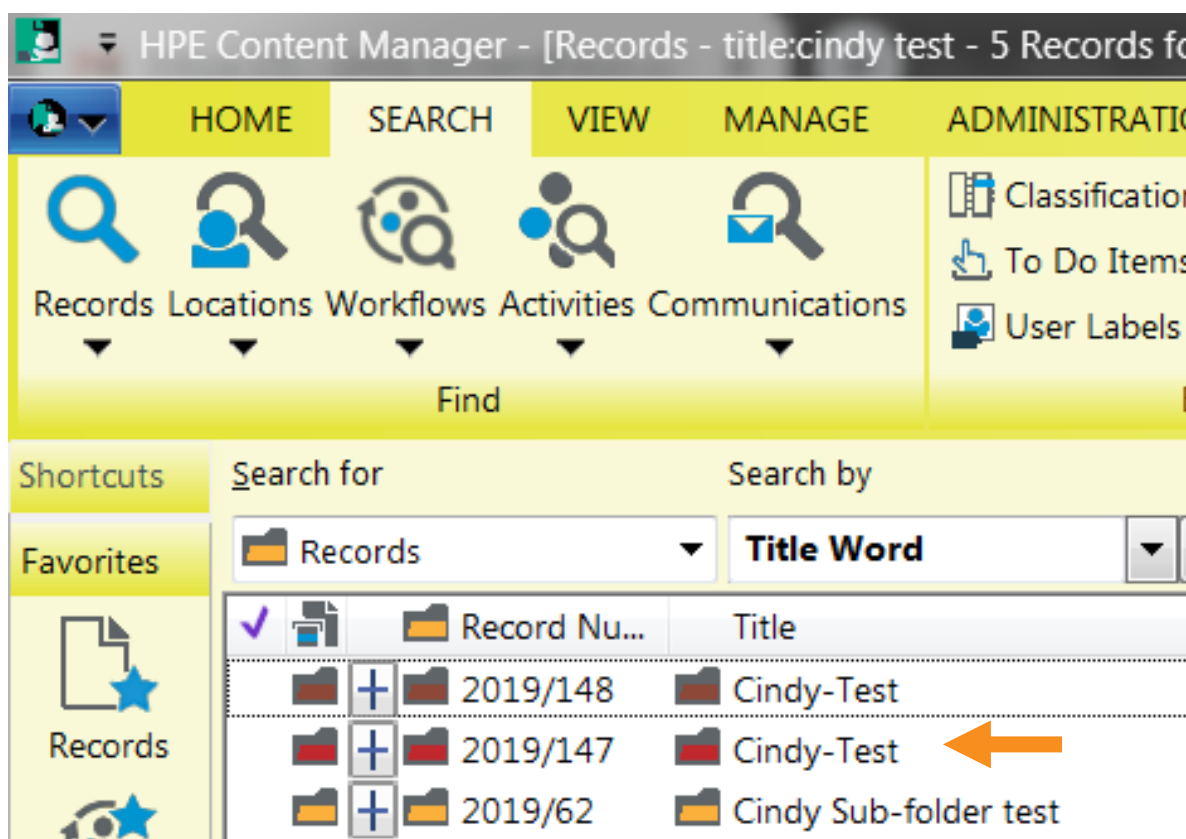 HPE Content Manager - [Records - title:cindy test - 5 Records fo
HOME SEARCH VIEW MANAGE ADMINISTRATIO
Records Locations Workflows Activities Communications
Classification
To Do Items
User Labels
Find
Shortcuts
Search for Search by
Favorites
Records Title Word
Record Nu... Title
2019/148 Cindy-Test
Records
2019/147 Cindy-Test
2019/62 Cindy Sub-folder test